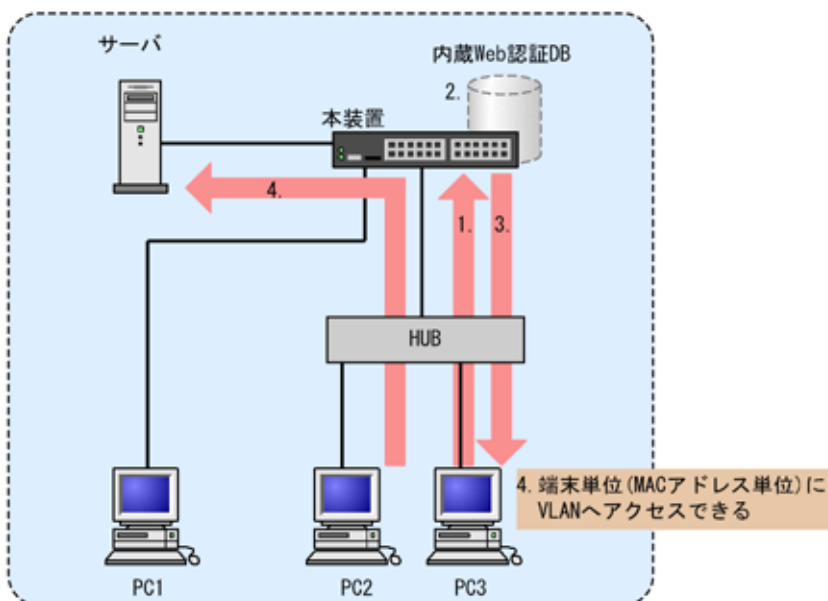 サーバ
内蔵Web認証DB
2.
本装置
4.
1.
3.
HUB
4. 端末単位(MACアドレス単位)に
VLANへアクセスできる
PC1
PC2
PC3